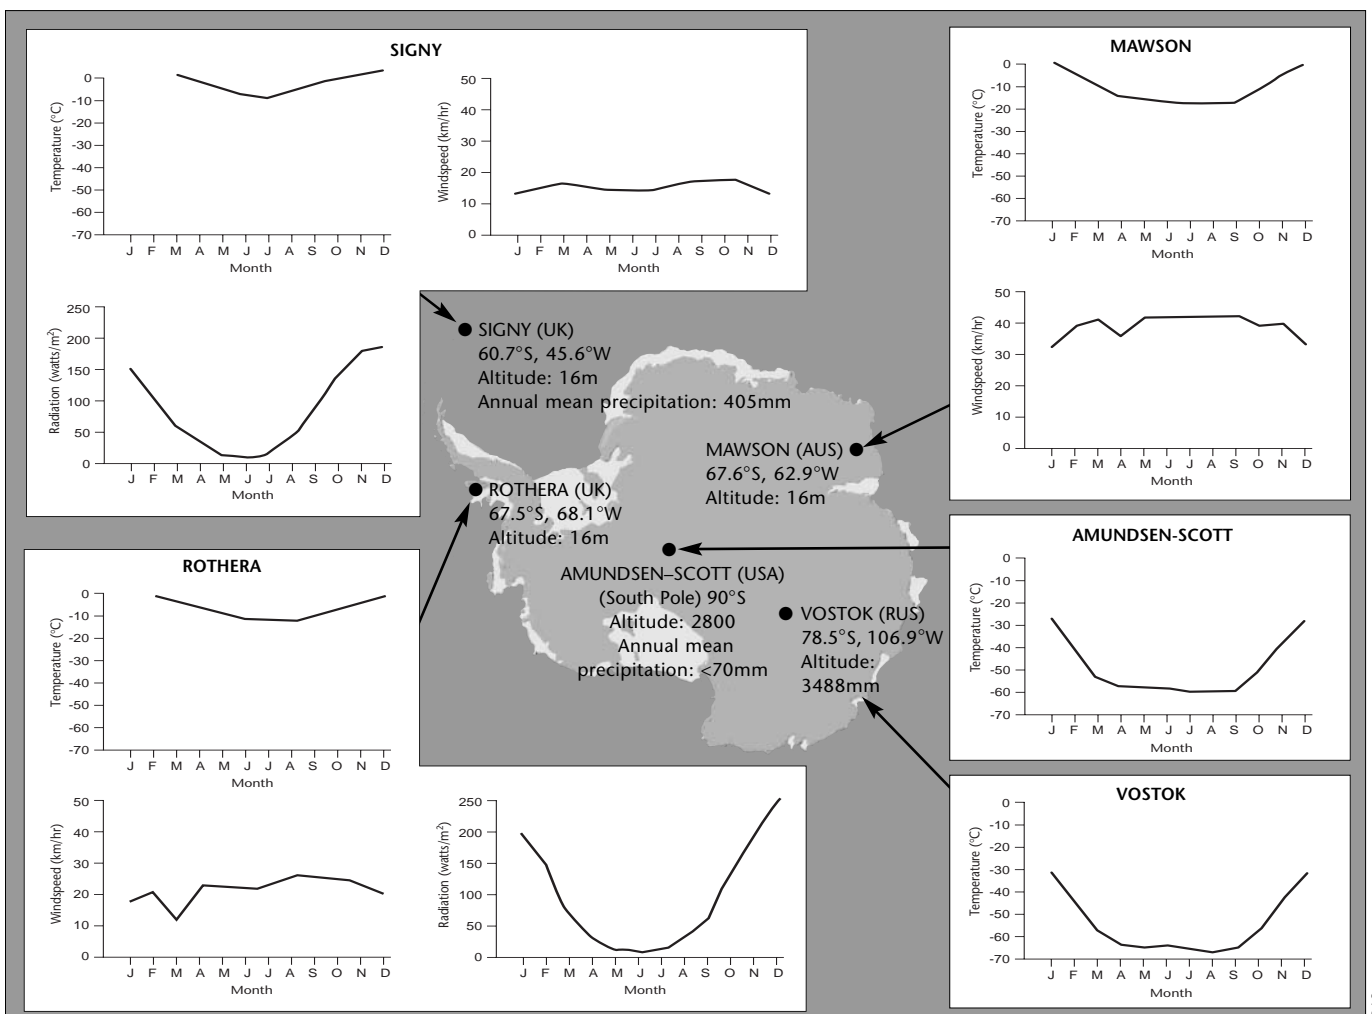 SIGNY
Temperature (°C)
0
-10
-20
-30
-40
-50
-60
-70
J F M A M J J A S O N D
Month
Windspeed (km/hr)
50
40
30
20
10
0
J F M A M J J A S O N D
Month
Radiation (watts/m²)
250
200
150
100
50
0
J F M A M J J A S O N D
Month
MAWSON
Temperature (°C)
0
-10
-20
-30
-40
-50
-60
-70
J F M A M J J A S O N D
Month
Windspeed (km/hr)
50
40
30
20
10
0
J F M A M J J A S O N D
Month
SIGNY (UK)
60.7°S, 45.6°W
Altitude: 16m
Annual mean precipitation: 405mm
MAWSON (AUS)
67.6°S, 62.9°W
Altitude: 16m
ROTHERA (UK)
67.5°S, 68.1°W
Altitude: 16m
AMUNDSEN–SCOTT (USA)
(South Pole) 90°S
Altitude: 2800
Annual mean
precipitation: <70mm
VOSTOK (RUS)
78.5°S, 106.9°W
Altitude:
3488mm
ROTHERA
Temperature (°C)
0
-10
-20
-30
-40
-50
-60
-70
J F M A M J J A S O N D
Month
Windspeed (km/hr)
50
40
30
20
10
0
J F M A M J J A S O N D
Month
Radiation (watts/m²)
250
200
150
100
50
0
J F M A M J J A S O N D
Month
AMUNDSEN-SCOTT
Temperature (°C)
0
-10
-20
-30
-40
-50
-60
-70
J F M A M J J A S O N D
Month
VOSTOK
Temperature (°C)
0
-10
-20
-30
-40
-50
-60
-70
J F M A M J J A S O N D
Month